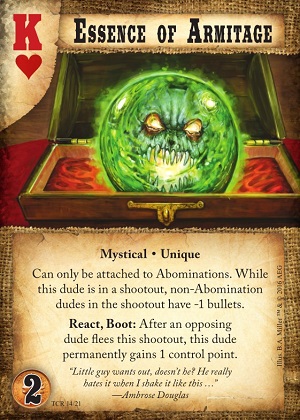 K
Essence of Armitage
Mystical • Unique
Can only be attached to Abominations. While
this dude is in a shootout, non-Abomination
dudes in the shootout have -1 bullets.
React, Boot: After an opposing
dude flees this shootout, this dude
permanently gains 1 control point.
"Little guy wants out, doesn't he? He really
hates it when I shake it like this …"
—Ambrose Douglas
2
TCR 14/21